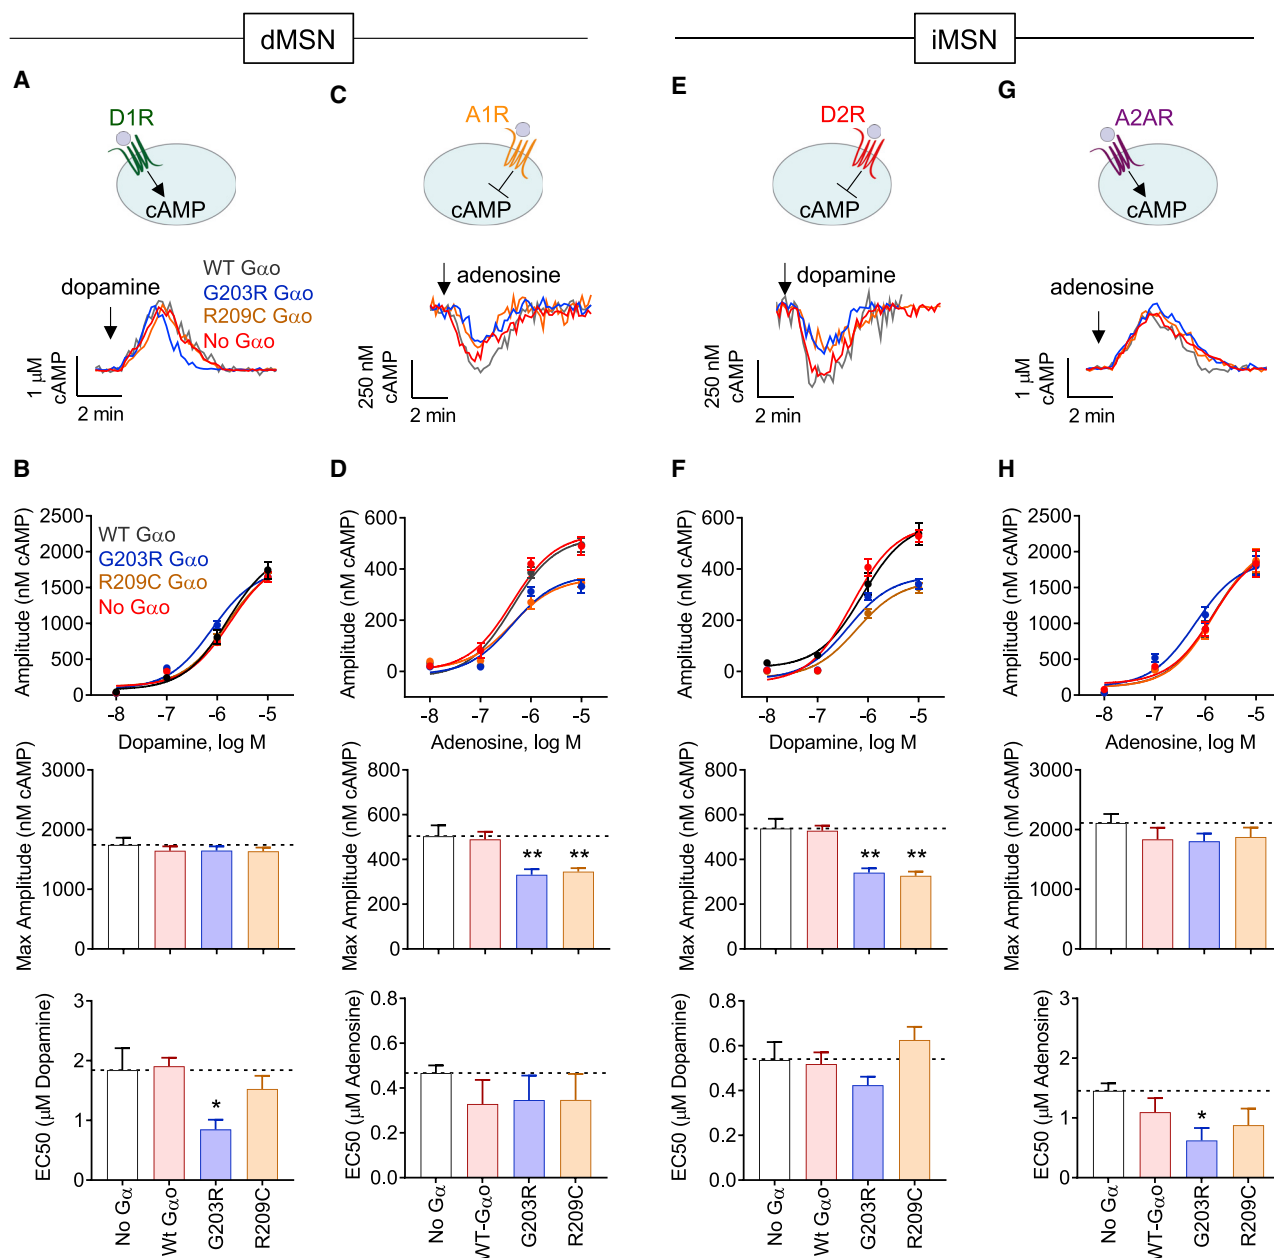 dMSN
iMSN
A
C
E
G
D1R
A1R
D2R
A2AR
cAMP
cAMP
cAMP
cAMP
WT Gαo
G203R Gαo
R209C Gαo
No Gαo
dopamine
1 μM
cAMP
2 min
adenosine
250 nM
cAMP
2 min
dopamine
250 nM
cAMP
2 min
adenosine
1 μM
cAMP
2 min
B
D
F
H
Amplitude (nM cAMP)
2500
2000
1500
1000
500
0
WT Gαo
G203R Gαo
R209C Gαo
No Gαo
-8 -7 -6 -5
Dopamine, log M
Amplitude (nM cAMP)
600
400
200
0
-8 -7 -6 -5
Adenosine, log M
Amplitude (nM cAMP)
600
400
200
0
-8 -7 -6 -5
Dopamine, log M
Amplitude (nM cAMP)
2500
2000
1500
1000
500
0
-8 -7 -6 -5
Adenosine, log M
Max Amplitude (nM cAMP)
3000
2000
1000
0
Max Amplitude (nM cAMP)
800
600
400
200
0
** **
Max Amplitude (nM cAMP)
800
600
400
200
0
** **
Max Amplitude (nM cAMP)
3000
2000
1000
0
EC50 (μM Dopamine)
3
2
1
0
*
No Gα
Wt Gαo
G203R
R209C
EC50 (μM Adenosine)
0.8
0.6
0.4
0.2
0.0
No Gα
WT-Gαo
G203R
R209C
EC50 (μM Dopamine)
0.8
0.6
0.4
0.2
0.0
No Gα
Wt Gαo
G203R
R209C
EC50 (μM Adenosine)
3
2
1
0
*
No Gα
WT-Gαo
G203R
R209C